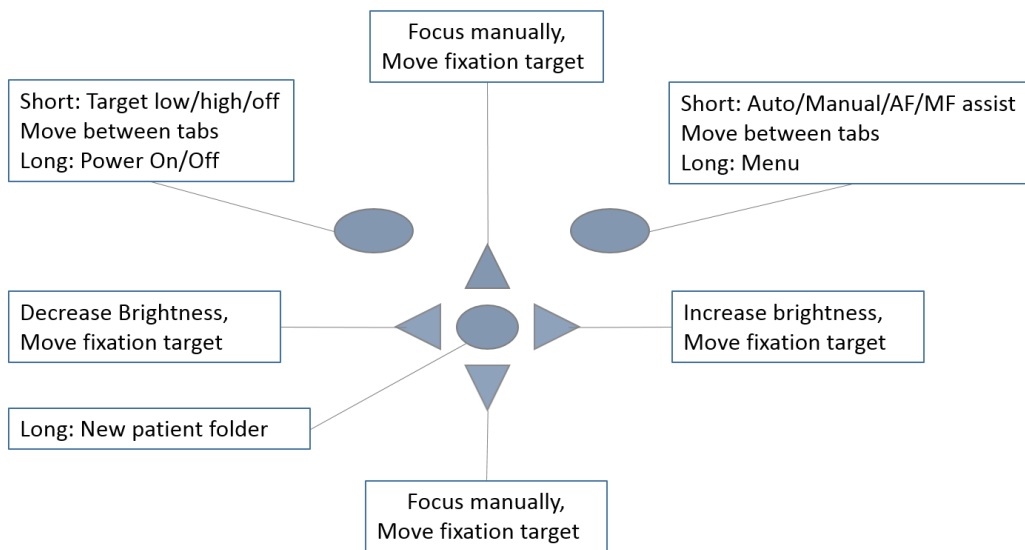 Focus manually,
Move fixation target
Short: Target low/high/off
Move between tabs
Long: Power On/Off
Short: Auto/Manual/AF/MF assist
Move between tabs
Long: Menu
Decrease Brightness,
Move fixation target
Increase brightness,
Move fixation target
Long: New patient folder
Focus manually,
Move fixation target